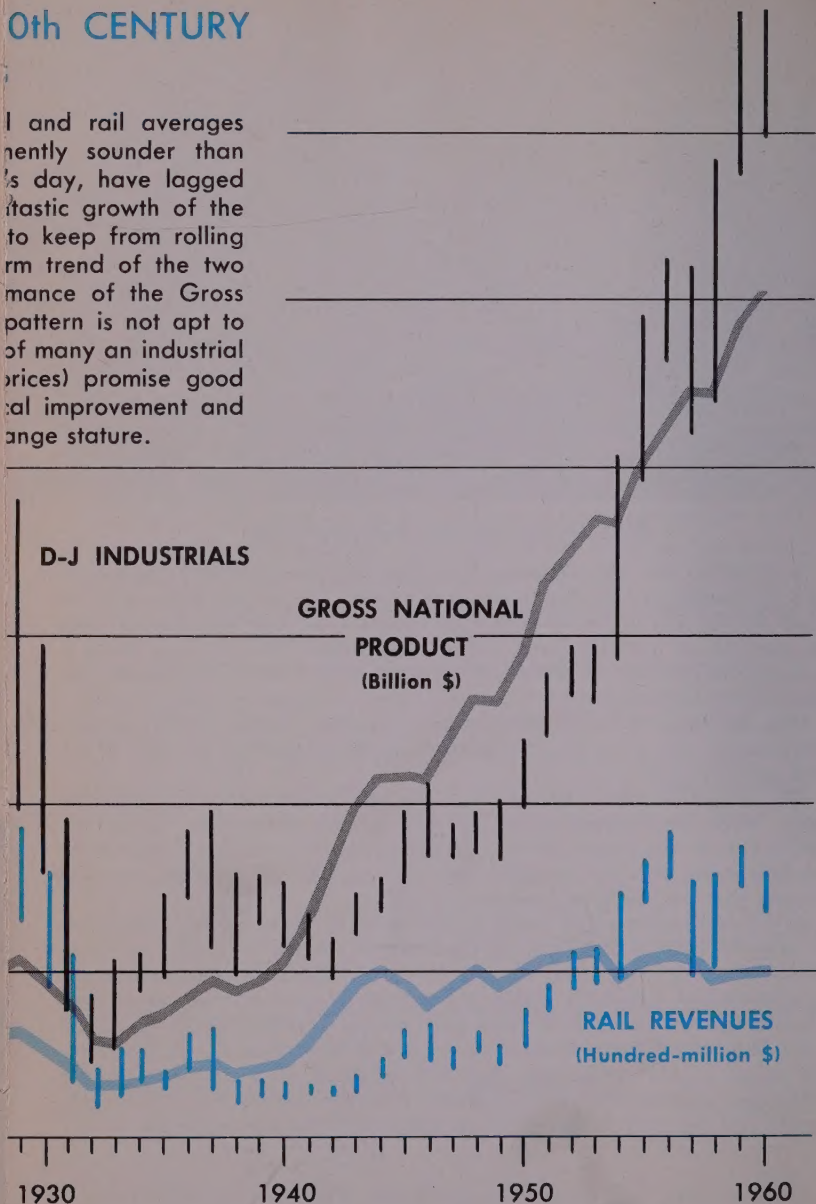 0th CENTURY
l and rail averages
nently sounder than
's day, have lagged
ntastic growth of the
to keep from rolling
rm trend of the two
mance of the Gross
pattern is not apt to
of many an industrial
prices) promise good
cal improvement and
ange stature.
D-J INDUSTRIALS
GROSS NATIONAL
PRODUCT
(Billion $)
RAIL REVENUES
(Hundred-million $)
1930 1940 1950 1960